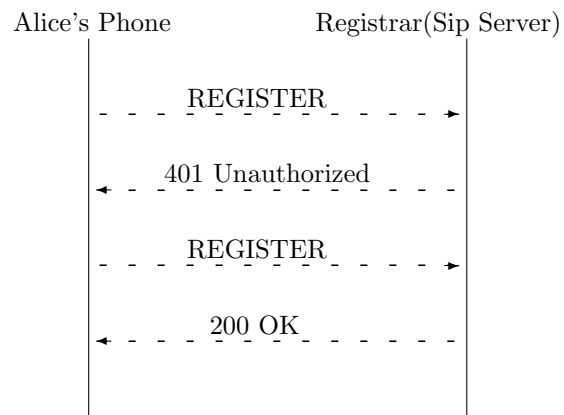 Alice's Phone
Registrar(Sip Server)
REGISTER
401 Unauthorized
REGISTER
200 OK